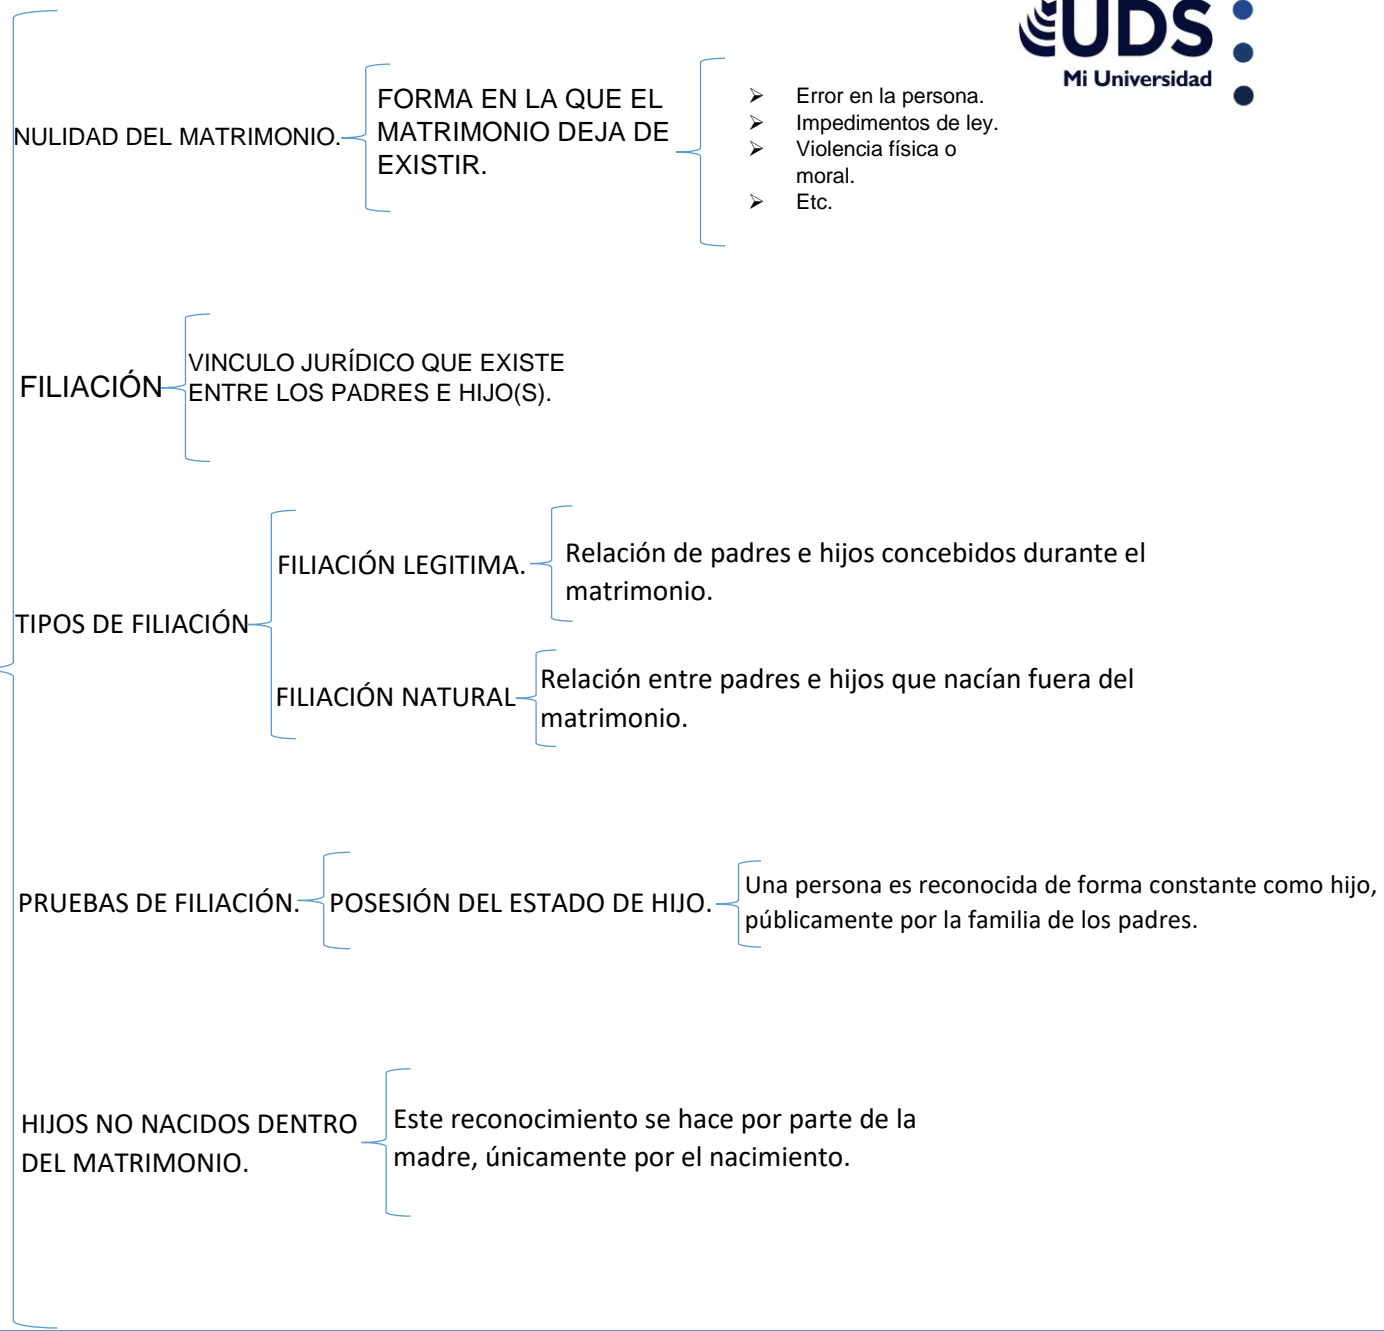 UDS
Mi Universidad
NULIDAD DEL MATRIMONIO.
FORMA EN LA QUE EL
MATRIMONIO DEJA DE
EXISTIR.
Error en la persona.
Impedimentos de ley.
Violencia física o
moral.
Etc.
FILIACIÓN
VINCULO JURÍDICO QUE EXISTE
ENTRE LOS PADRES E HIJO(S).
TIPOS DE FILIACIÓN
FILIACIÓN LEGITIMA.
Relación de padres e hijos concebidos durante el
matrimonio.
FILIACIÓN NATURAL
Relación entre padres e hijos que nacían fuera del
matrimonio.
PRUEBAS DE FILIACIÓN.
POSESIÓN DEL ESTADO DE HIJO.
Una persona es reconocida de forma constante como hijo,
públicamente por la familia de los padres.
HIJOS NO NACIDOS DENTRO
DEL MATRIMONIO.
Este reconocimiento se hace por parte de la
madre, únicamente por el nacimiento.